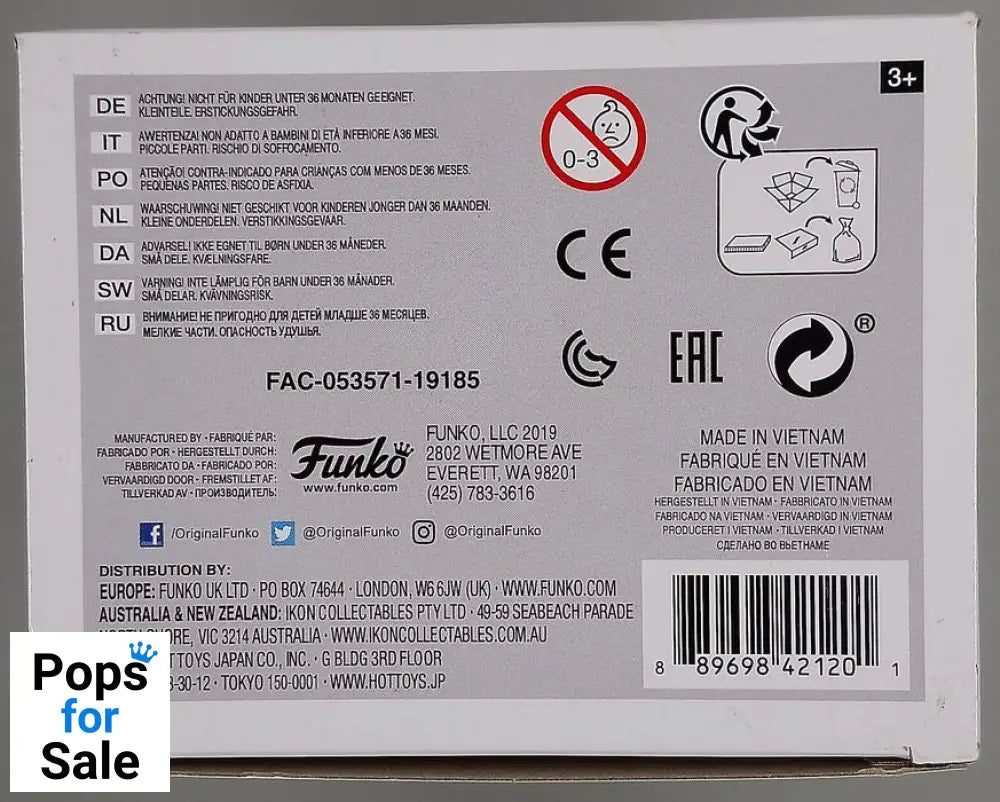 3+
DE ACHTUNG! NICHT FÜR KINDER UNTER 36 MONATEN GEEIGNET.
KLEINTEILE. ERSTICKUNGSGEFAHR.
IT AWERTENZA! NON ADATTO A BAMBINI DI ETÀ INFERIORE A 36 MESI.
PICCOLE PARTI. RISCHIO DI SOFFOCAMENTO.
PO ATENÇÃO! CONTRA-INDICADO PARA CRIANÇAS COM MENOS DE 36 MESES.
PEQUENAS PARTES. RISCO DE ASFIXIA.
NL WAARSCHUWING! NIET GESCHIKT VOOR KINDEREN JONGER DAN 36 MAANDEN.
KLEINE ONDERDELEN. VERSTIKKINGSGEVAAR.
DA ADVARSEL! IKKE EGNET TIL BØRN UNDER 36 MÅNEDER.
SMÅ DELE. KVÆLNINGSFARE.
SW VARNING! INTE LÄMPLIG FÖR BARN UNDER 36 MÅNADER.
SMÅ DELAR. KVÄVNINGSRISK.
RU ВНИМАНИЕ! НЕ ПРИГОДНО ДЛЯ ДЕТЕЙ МЛАДШЕ 36 МЕСЯЦЕВ.
МЕЛКИЕ ЧАСТИ. ОПАСНОСТЬ УДУШЬЯ.
0-3
CE
EAC
®
FAC-053571-19185
MANUFACTURED BY • FABRIQUÉ PAR:
FABRICADO POR • HERGESTELLT DURCH:
FABBRICATO DA • FABRICADO POR:
VERVAARDIGD DOOR • FREMSTILLET AF:
TILLVERKAD AV • ПРОИЗВОДИТЕЛЬ:
Funko
www.funko.com
FUNKO, LLC 2019
2802 WETMORE AVE
EVERETT, WA 98201
(425) 783-3616
MADE IN VIETNAM
FABRIQUÉ EN VIETNAM
FABRICADO EN VIETNAM
HERGESTELLT IN VIETNAM • FABBRICATO IN VIETNAM
FABRICADO NA VIETNAM • VERVAARDIGD IN VIETNAM
PRODUCERET I VIETNAM • TILLVERKAD I VIETNAM
СДЕЛАНО ВО ВЬЕТНАМЕ
/OriginalFunko @OriginalFunko @OriginalFunko
DISTRIBUTION BY:
EUROPE: FUNKO UK LTD • PO BOX 74644 • LONDON, W6 6JW (UK) • WWW.FUNKO.COM
AUSTRALIA & NEW ZEALAND: IKON COLLECTABLES PTY LTD • 49-59 SEABEACH PARADE
NORTH SHORE, VIC 3214 AUSTRALIA • WWW.IKONCOLLECTABLES.COM.AU
HOT TOYS JAPAN CO., INC. • G BLDG 3RD FLOOR
3-30-12 • TOKYO 150-0001 • WWW.HOTTOYS.JP
8 89698 42120 1
Pops
for
Sale